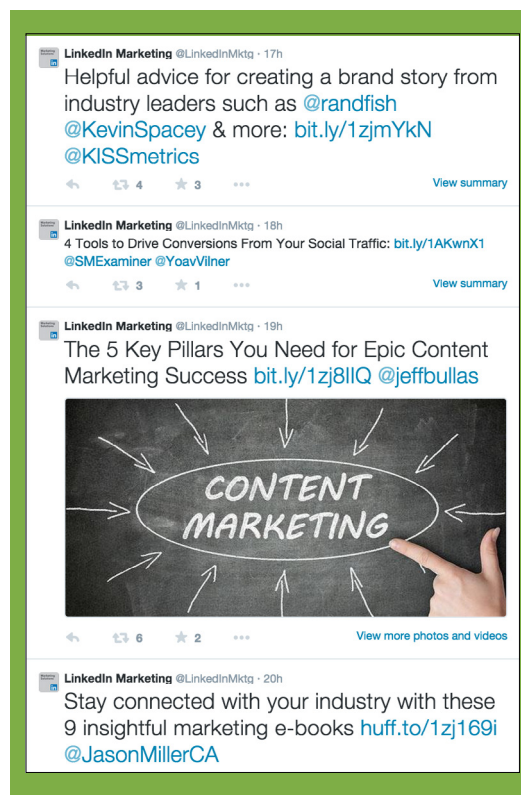 LinkedIn Marketing @LinkedInMktg · 17h
Helpful advice for creating a brand story from
industry leaders such as @randfish
@KevinSpacey & more: bit.ly/1zjmYkN
@KISSmetrics
4 3
View summary
LinkedIn Marketing @LinkedInMktg · 18h
4 Tools to Drive Conversions From Your Social Traffic: bit.ly/1AKwnX1
@SMExaminer @YoavVilner
3 1
View summary
LinkedIn Marketing @LinkedInMktg · 19h
The 5 Key Pillars You Need for Epic Content
Marketing Success bit.ly/1zj8IIQ @jeffbullas
CONTENT
MARKETING
6 2
View more photos and videos
LinkedIn Marketing @LinkedInMktg · 20h
Stay connected with your industry with these
9 insightful marketing e-books huff.to/1zj169i
@JasonMillerCA